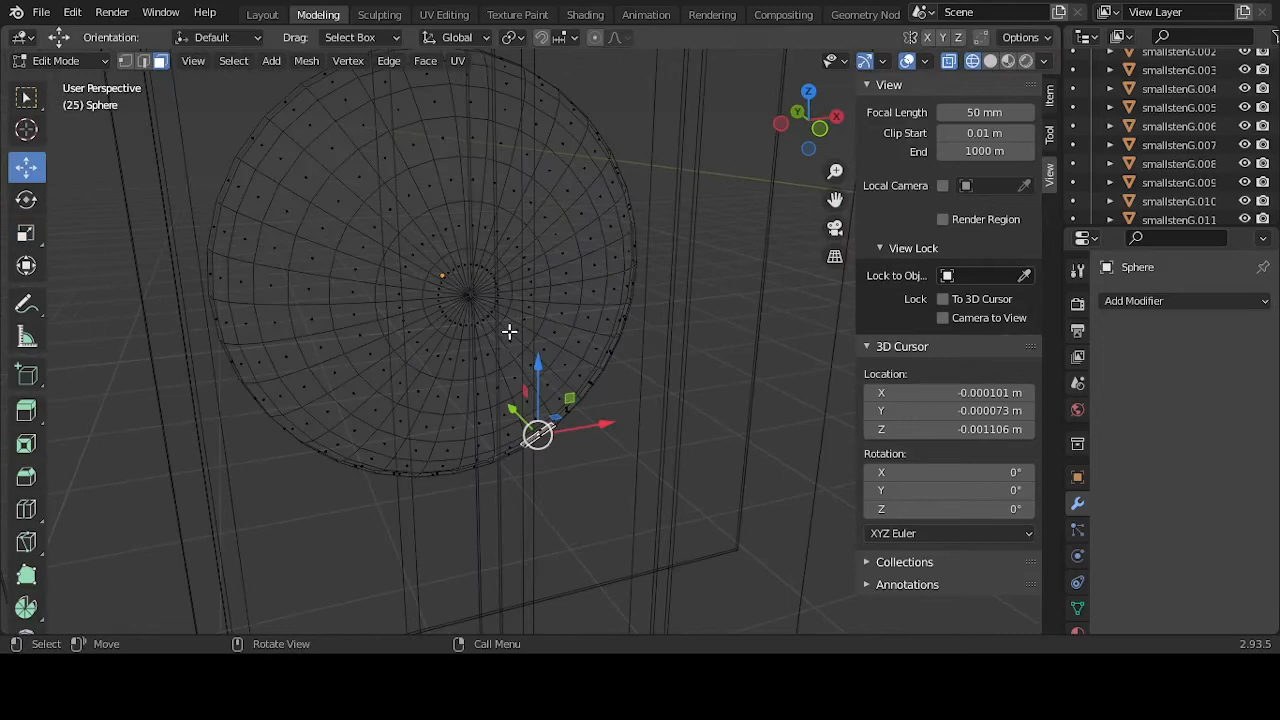 File Edit Render Window Help Layout Modeling Sculpting UV Editing Texture Paint Shading Animation Rendering Compositing Geometry Nod Scene View Layer
Orientation: Default Drag: Select Box Global X Y Z Options
Edit Mode View Select Add Mesh Vertex Edge Face UV
User Perspective
(25) Sphere
Z
Y
X
View
Focal Length 50 mm
Clip Start 0.01 m
End 1000 m
Local Camera
Render Region
View Lock
Lock to Obj...
Lock To 3D Cursor
Camera to View
3D Cursor
Location:
X -0.000101 m
Y -0.000073 m
Z -0.001106 m
Rotation:
X 0°
Y 0°
Z 0°
XYZ Euler
Collections
Annotations
Item
Tool
View
smallstenG.002
smallstenG.003
smallstenG.004
smallstenG.005
smallstenG.006
smallstenG.007
smallstenG.008
smallstenG.009
smallstenG.010
smallstenG.011
Sphere
Add Modifier
Select Move Rotate View Call Menu 2.93.5